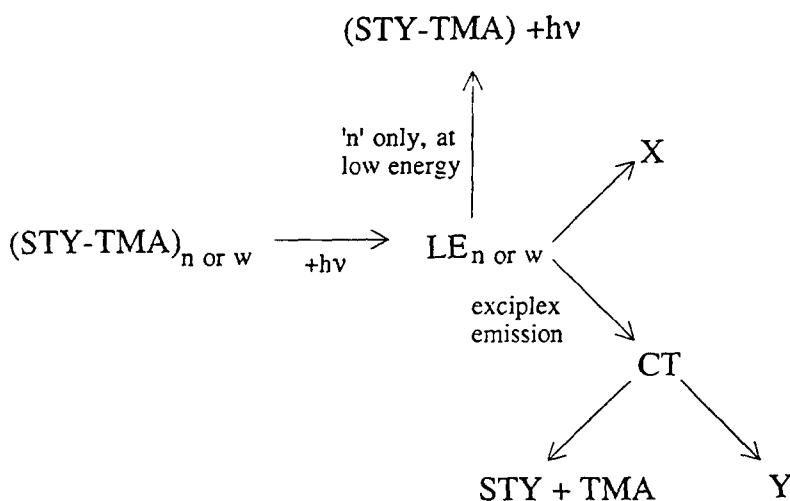 (STY-TMA) +hν
'n' only, at
low energy
X
(STY-TMA)n or w
+hν
LEn or w
exciplex
emission
CT
STY + TMA
Y